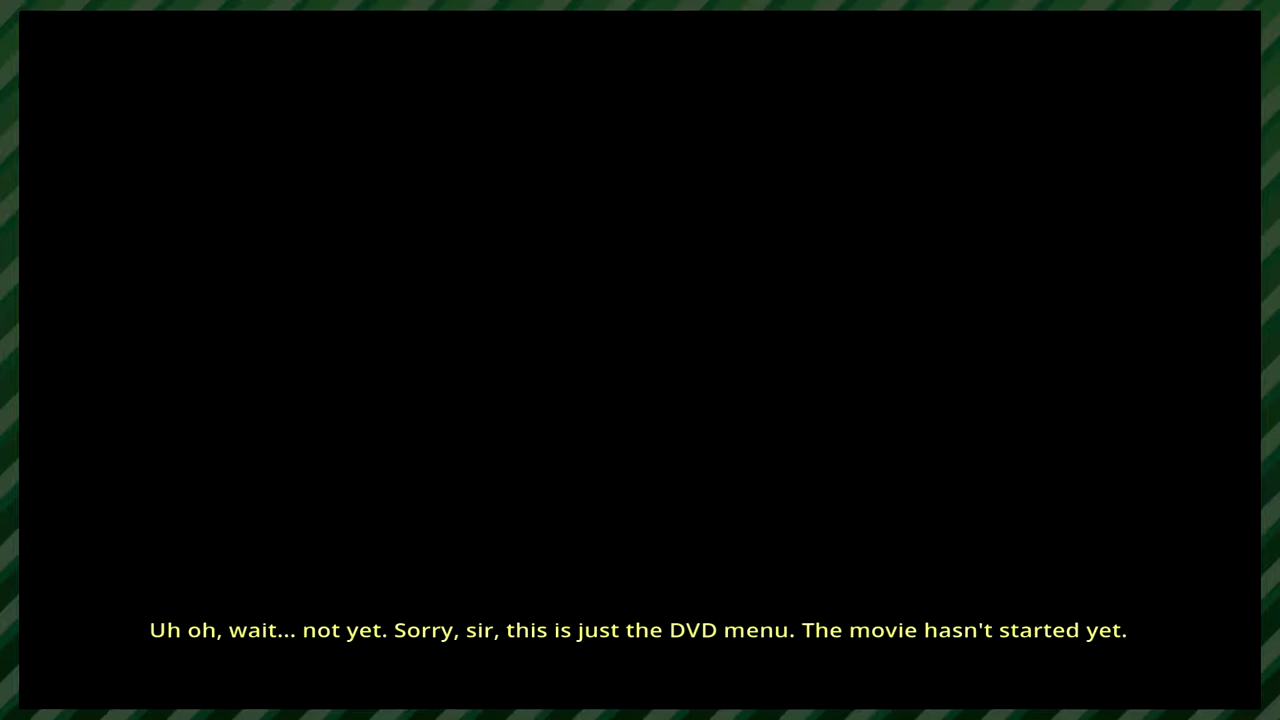 Uh oh, wait... not yet. Sorry, sir, this is just the DVD menu. The movie hasn't started yet.